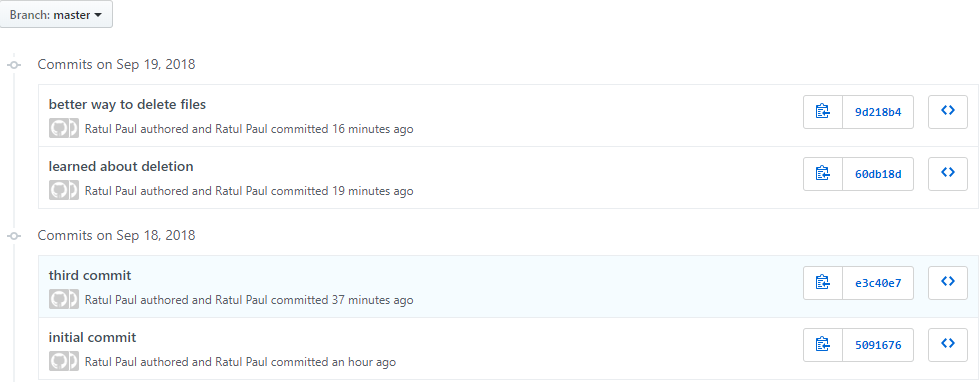 Branch: master
Commits on Sep 19, 2018
better way to delete files
Ratul Paul authored and Ratul Paul committed 16 minutes ago
9d218b4
learned about deletion
Ratul Paul authored and Ratul Paul committed 19 minutes ago
60db18d
Commits on Sep 18, 2018
third commit
Ratul Paul authored and Ratul Paul committed 37 minutes ago
e3c40e7
initial commit
Ratul Paul authored and Ratul Paul committed an hour ago
5091676